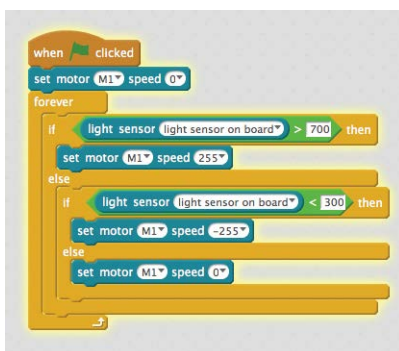 when clicked
set motor M1 speed 0
forever
if light sensor light sensor on board > 700 then
set motor M1 speed 255
else
if light sensor light sensor on board < 300 then
set motor M1 speed -255
else
set motor M1 speed 0